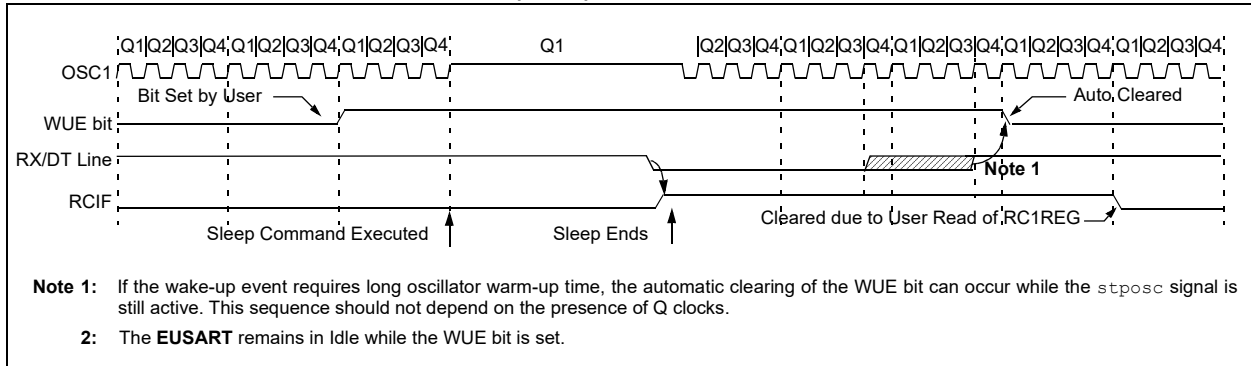 Q1|Q2|Q3|Q4|Q1|Q2|Q3|Q4|Q1|Q2|Q3|Q4 Q1 Q2|Q3|Q4|Q1|Q2|Q3|Q4|Q1|Q2|Q3|Q4|Q1|Q2|Q3|Q4|Q1|Q2|Q3|Q4
OSC1
Bit Set by User Auto Cleared
WUE bit
RX/DT Line
Note 1
RCIF
Cleared due to User Read of RC1REG
Sleep Command Executed Sleep Ends
Note 1: If the wake-up event requires long oscillator warm-up time, the automatic clearing of the WUE bit can occur while the stposc signal is
still active. This sequence should not depend on the presence of Q clocks.
2: The EUSART remains in Idle while the WUE bit is set.